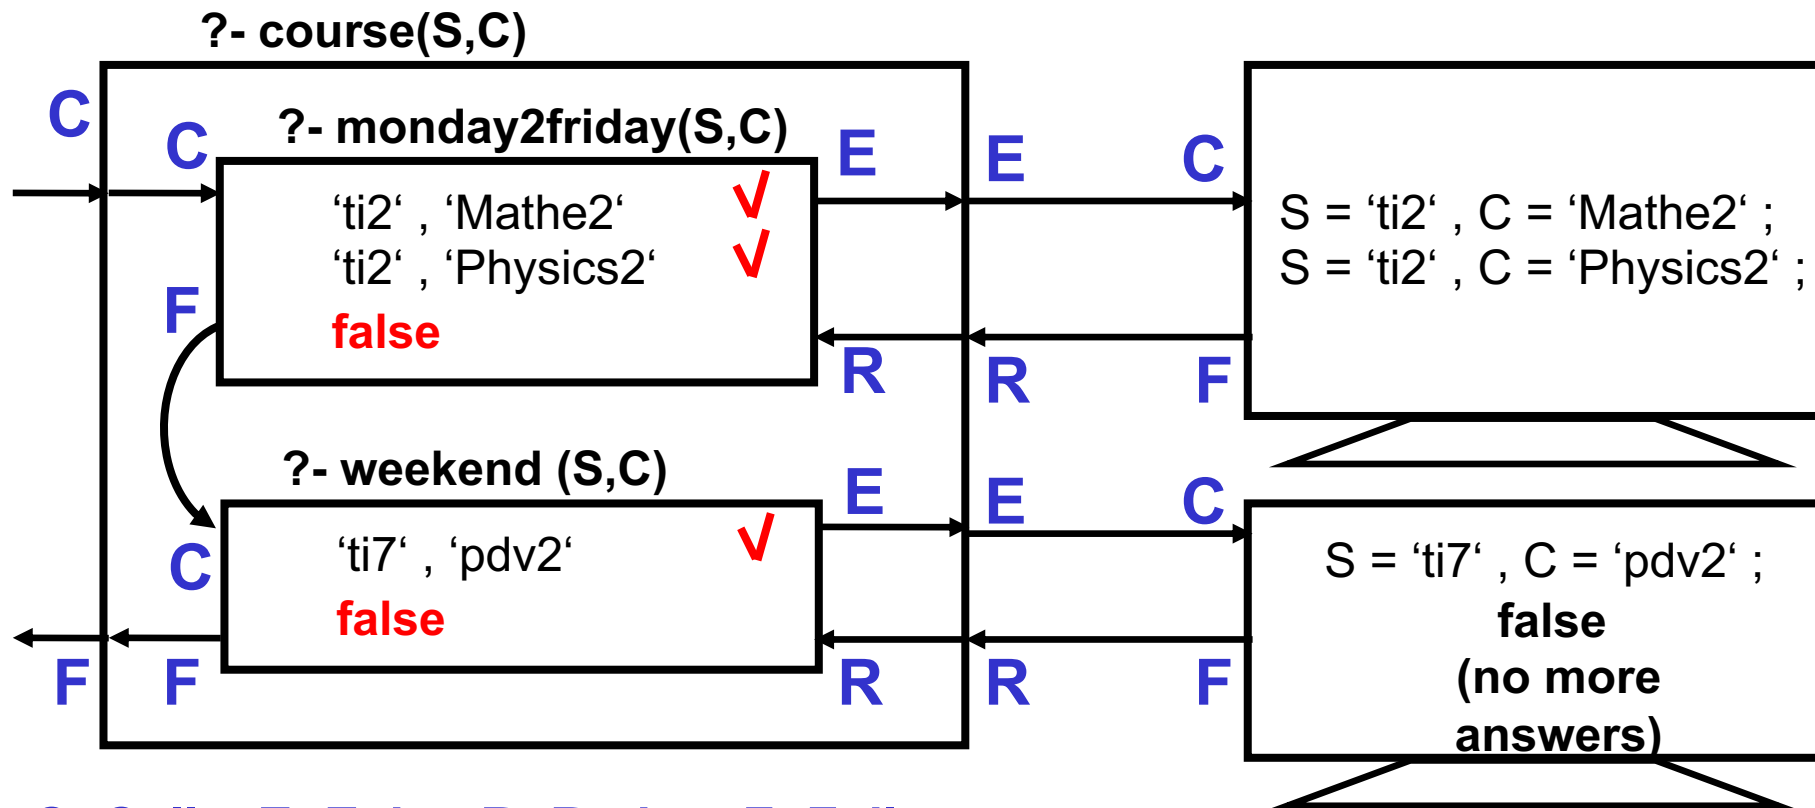 ?- course(S,C)
C
C
?- monday2friday(S,C)
E
E
C
‘ti2‘ , ‘Mathe2‘
‘ti2‘ , ‘Physics2‘
false
S = ‘ti2‘ , C = ‘Mathe2‘ ;
S = ‘ti2‘ , C = ‘Physics2‘ ;
F
R
R
F
?- weekend (S,C)
E
E
C
C
‘ti7‘ , ‘pdv2‘
false
S = ‘ti7‘ , C = ‘pdv2‘ ;
false
(no more
answers)
F
F
R
R
F